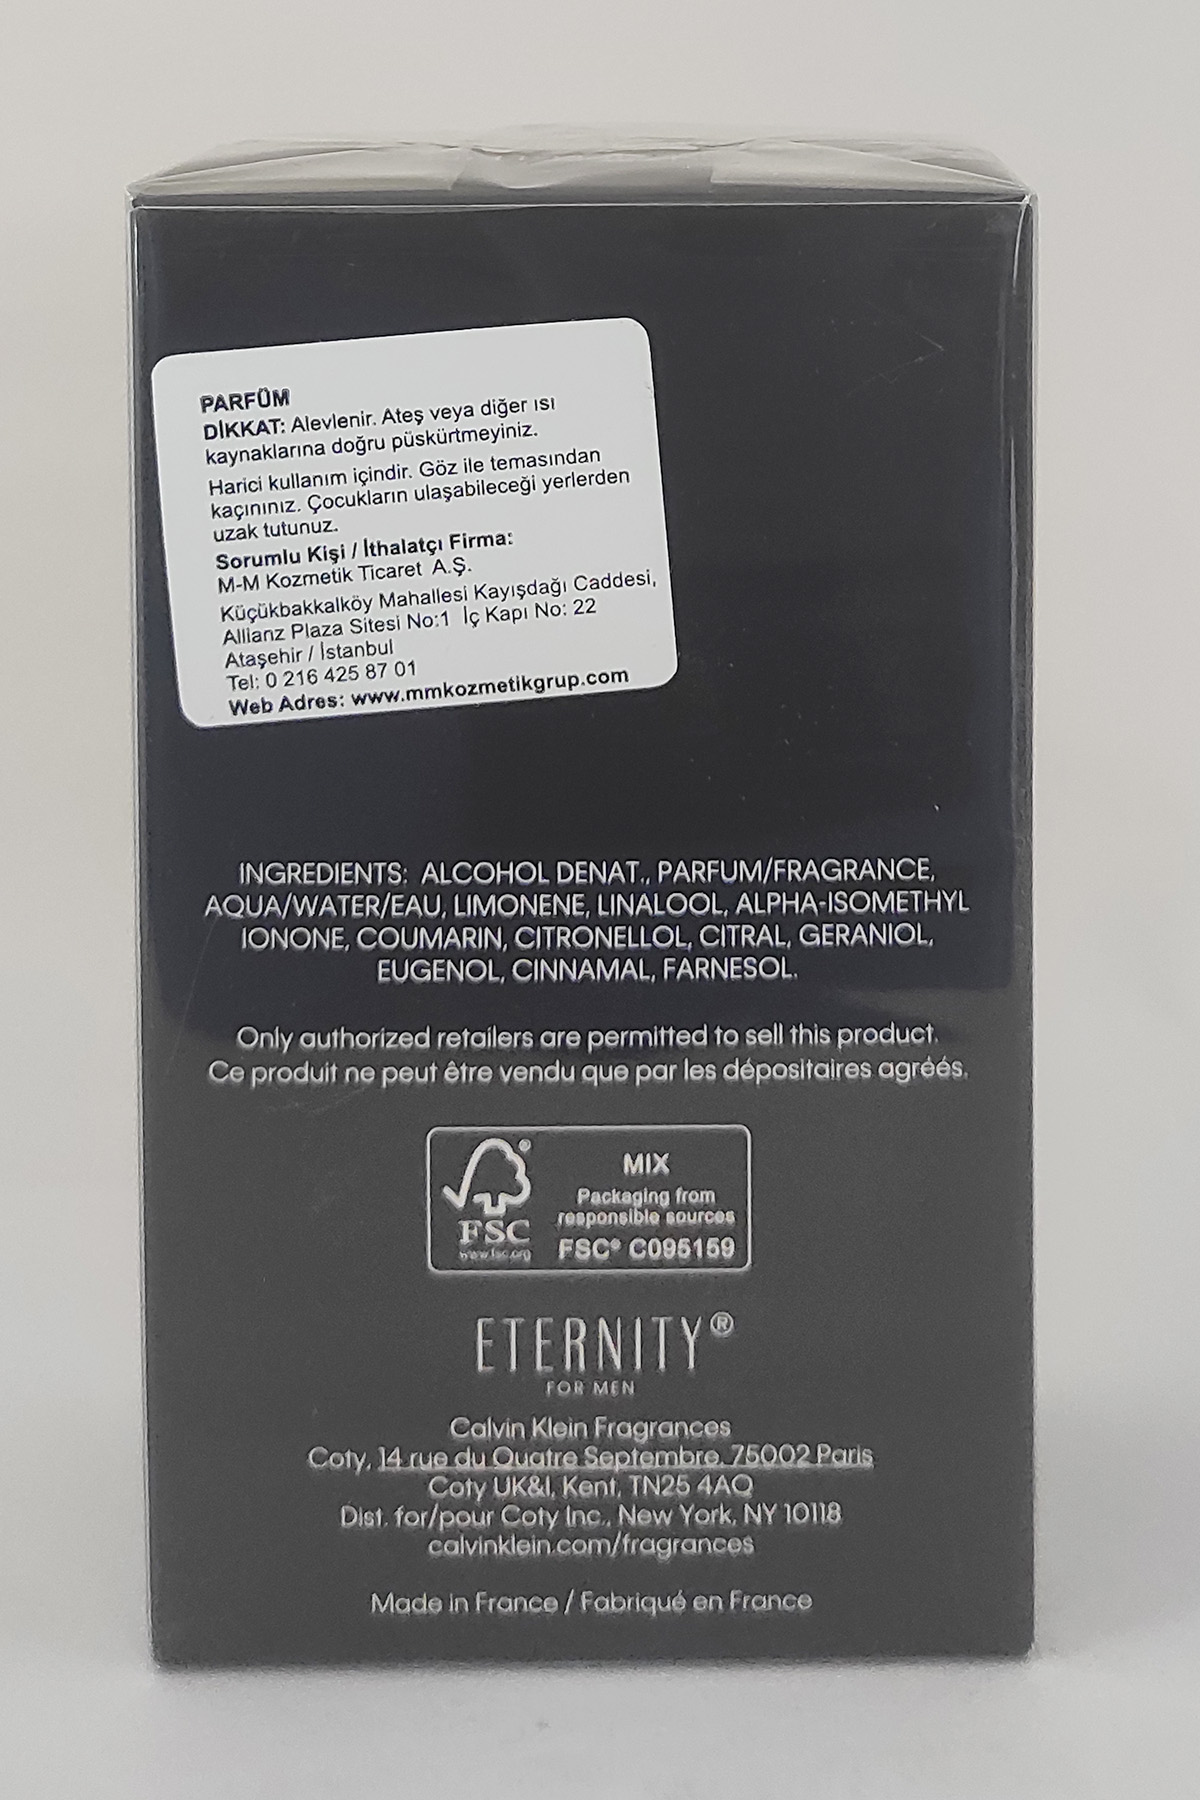 PARFÜM
DİKKAT: Alevlenir. Ateş veya diğer ısı
kaynaklarına doğru püskürtmeyiniz.
Harici kullanım içindir. Göz ile temasından
kaçınınız. Çocukların ulaşabileceği yerlerden
uzak tutunuz.
Sorumlu Kişi / İthalatçı Firma:
M-M Kozmetik Ticaret A.Ş.
Küçükbakkalköy Mahallesi Kayışdağı Caddesi,
Allianz Plaza Sitesi No:1 İç Kapı No: 22
Ataşehir / İstanbul
Tel: 0 216 425 87 01
Web Adres: www.mmkozmetikgrup.com
INGREDIENTS: ALCOHOL DENAT., PARFUM/FRAGRANCE,
AQUA/WATER/EAU, LIMONENE, LINALOOL, ALPHA-ISOMETHYL
IONONE, COUMARIN, CITRONELLOL, CITRAL, GERANIOL,
EUGENOL, CINNAMAL, FARNESOL.
Only authorized retailers are permitted to sell this product.
Ce produit ne peut être vendu que par les dépositaires agréés.
FSC
www.fsc.org
MIX
Packaging from
responsible sources
FSC® C095159
ETERNITY®
FOR MEN
Calvin Klein Fragrances
Coty, 14 rue du Quatre Septembre, 75002 Paris
Coty UK&I, Kent, TN25 4AQ
Dist. for/pour Coty Inc., New York, NY 10118
calvinklein.com/fragrances
Made in France / Fabriqué en France